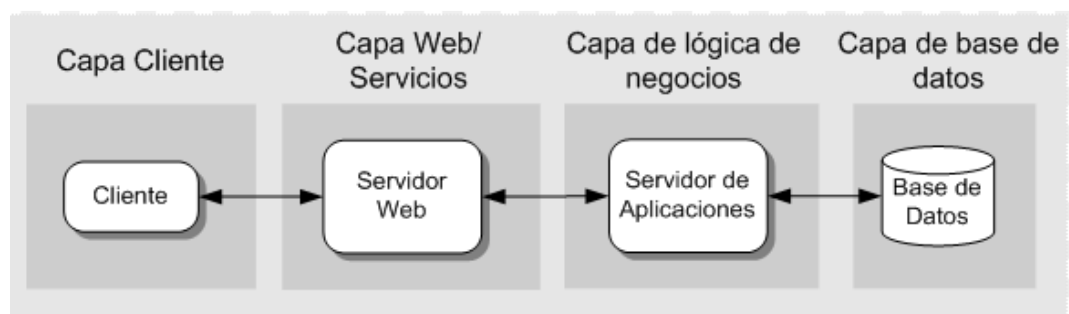 Capa Cliente
Capa Web/
Servicios
Capa de lógica de
negocios
Capa de base de
datos
Cliente
Servidor
Web
Servidor de
Aplicaciones
Base de
Datos